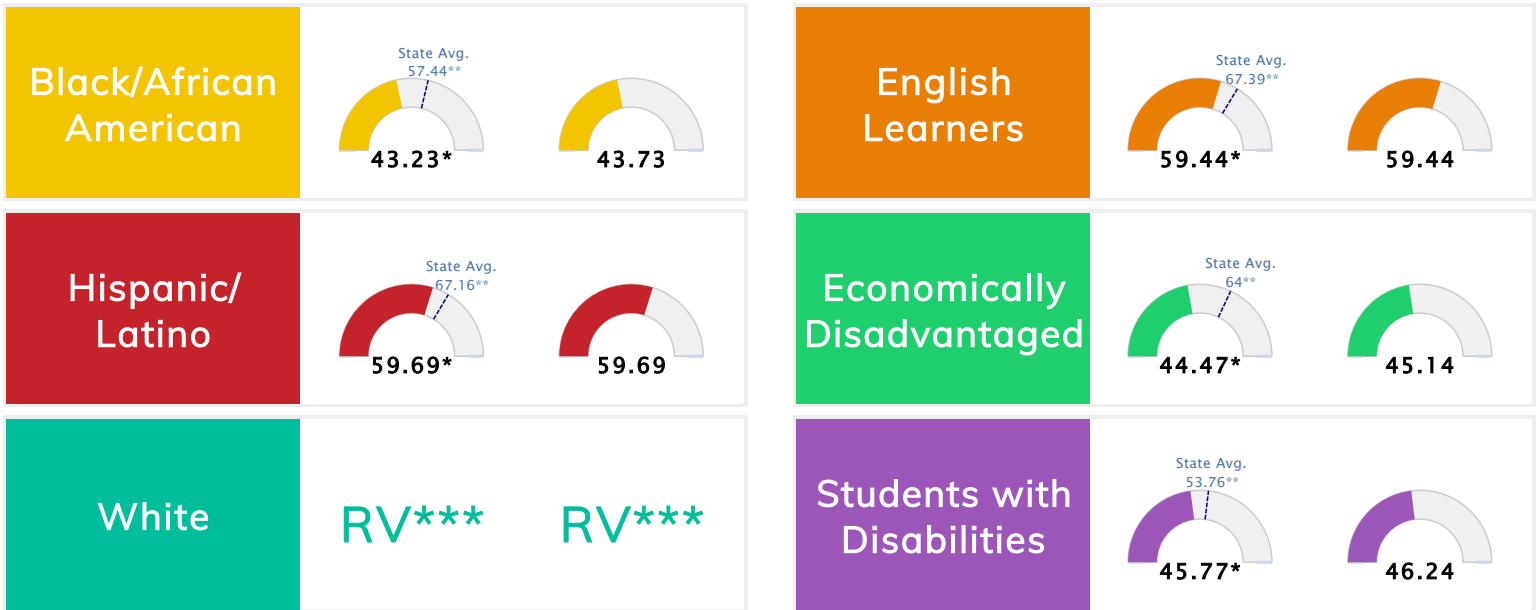 Black/African
American
State Avg.
57.44**
43.23*
43.73
English
Learners
State Avg.
67.39**
59.44*
59.44
Hispanic/
Latino
State Avg.
67.16**
59.69*
59.69
Economically
Disadvantaged
State Avg.
64**
44.47*
45.14
White
RV***
RV***
Students with
Disabilities
State Avg.
53.76**
45.77*
46.24